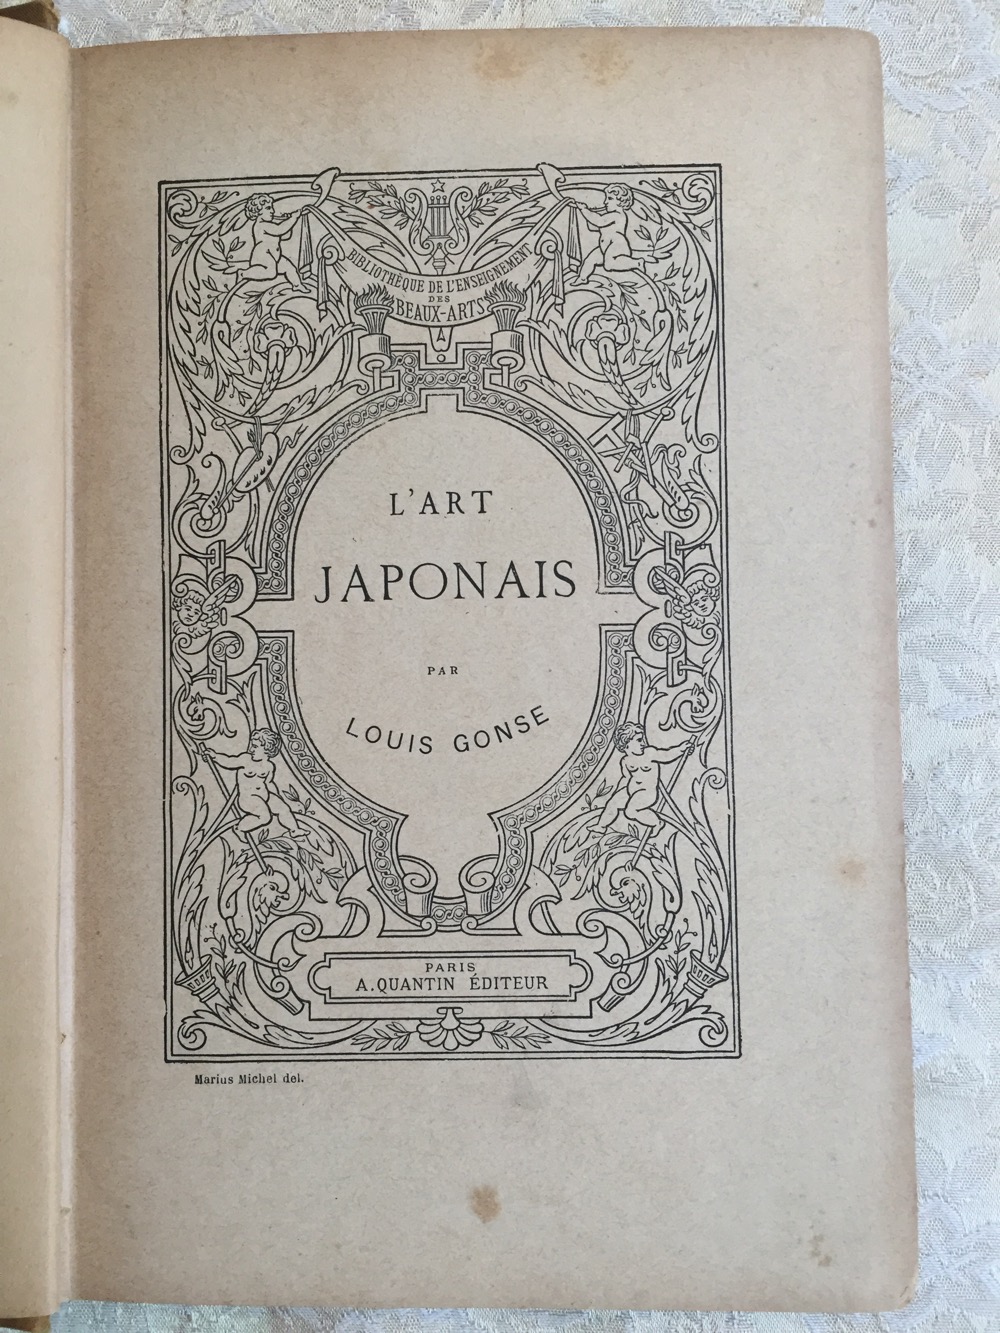 BIBLIOTHÈQUE DE L'ENSEIGNEMENT
DES
BEAUX-ARTS
L'ART
JAPONAIS
PAR
LOUIS GONSE
PARIS
A. QUANTIN ÉDITEUR
Marius Michel del.